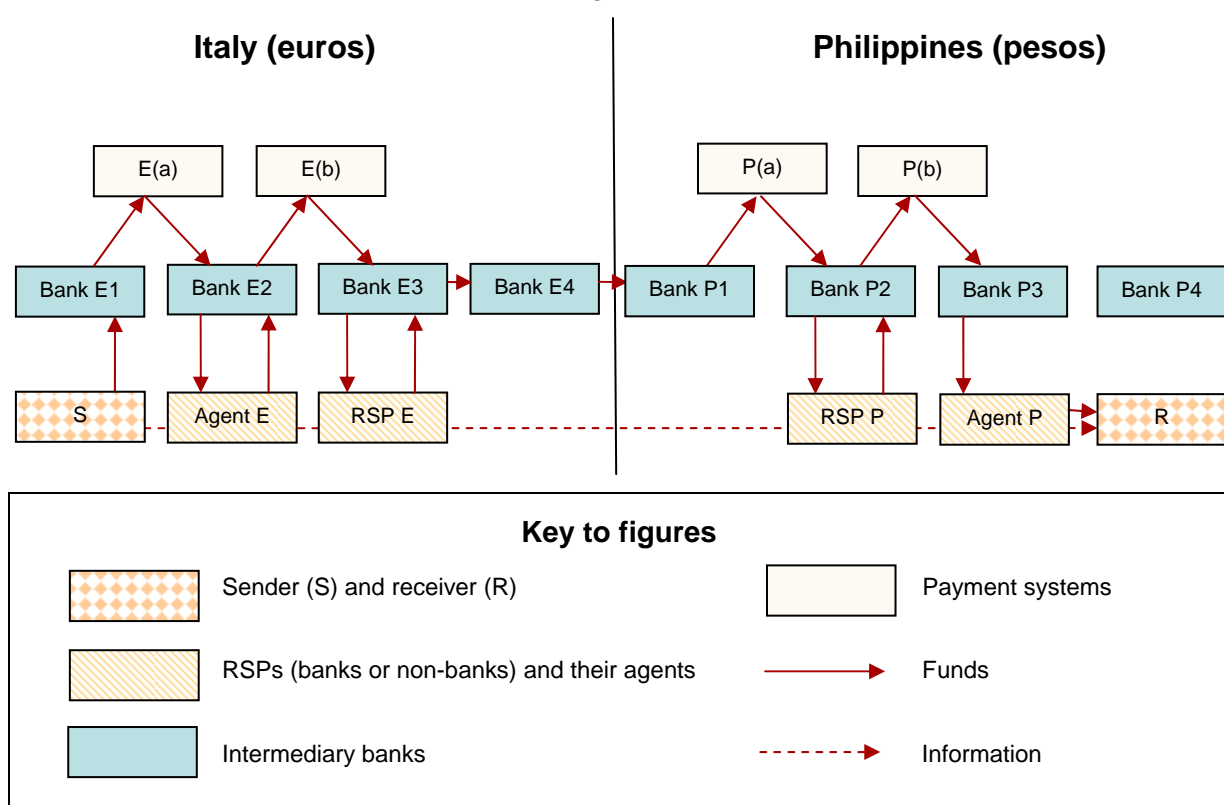 Italy (euros)
Philippines (pesos)
E(a)
E(b)
P(a)
P(b)
Bank E1
Bank E2
Bank E3
Bank E4
Bank P1
Bank P2
Bank P3
Bank P4
S
Agent E
RSP E
RSP P
Agent P
R
Key to figures
Sender (S) and receiver (R)
Payment systems
RSPs (banks or non-banks) and their agents
Funds
Intermediary banks
Information